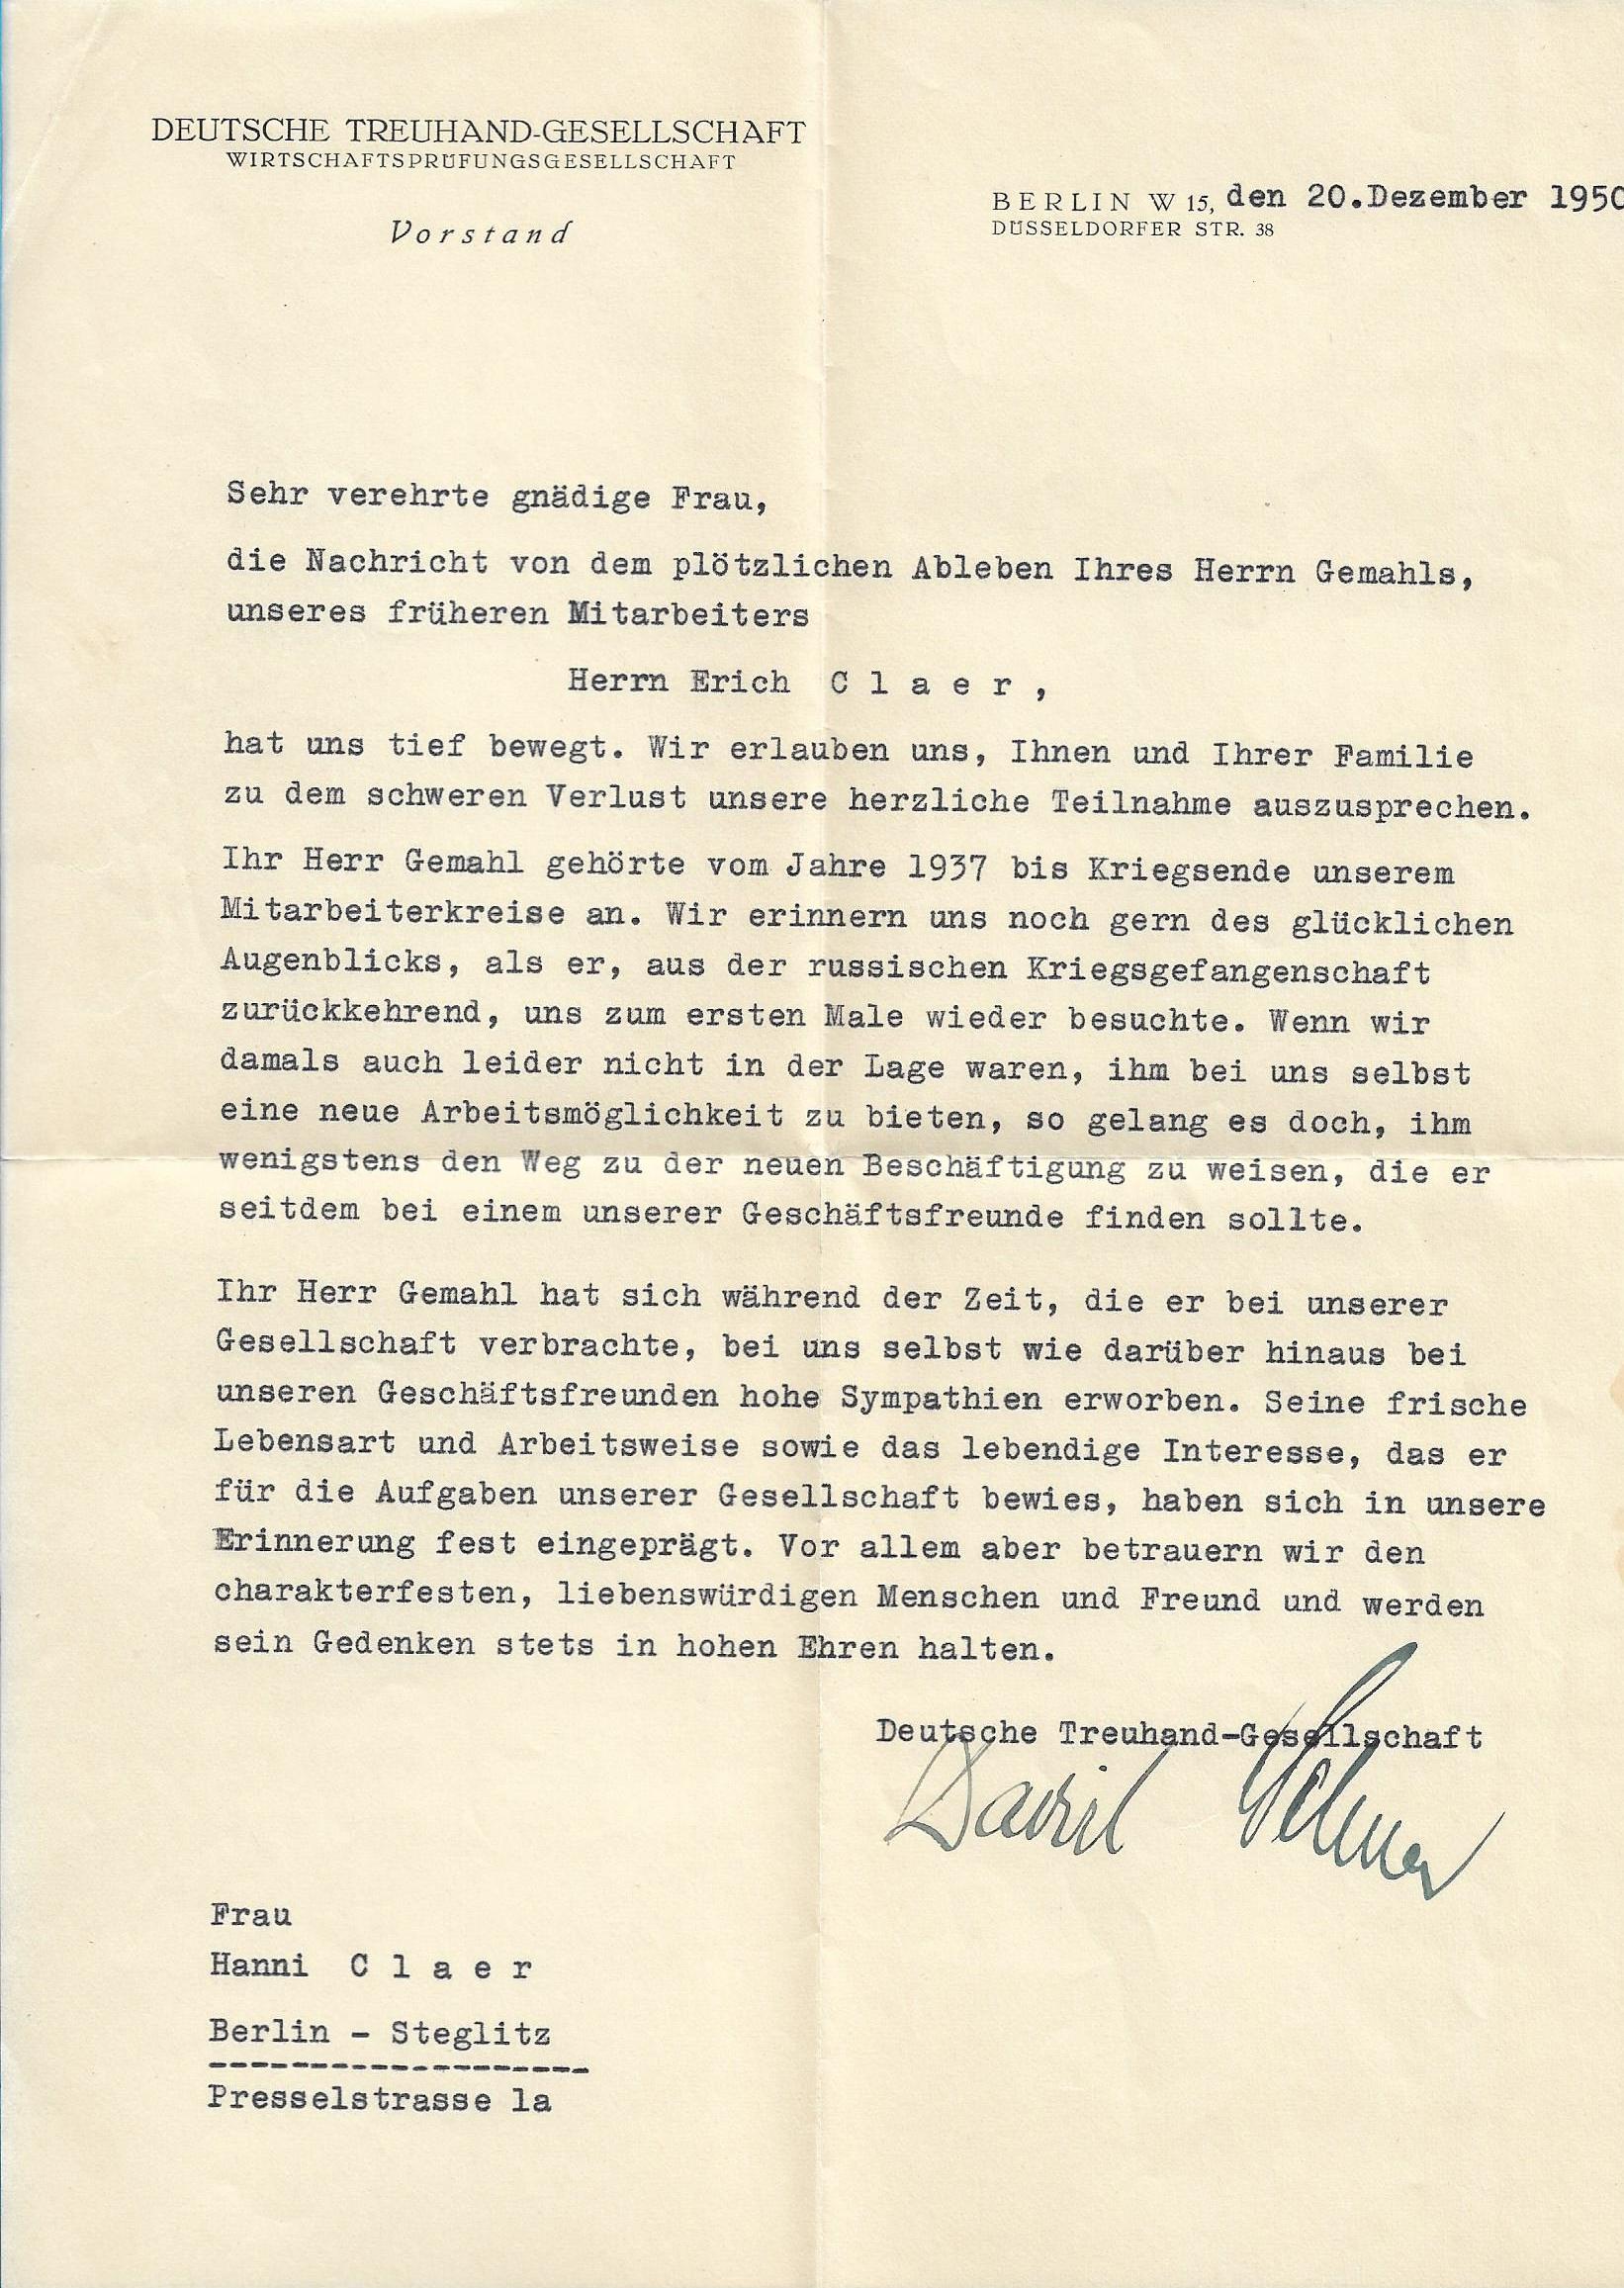 DEUTSCHE TREUHAND-GESELLSCHAFT
WIRTSCHAFTSPRÜFUNGSGESELLSCHAFT
Vorstand
BERLIN W 15, den 20.Dezember 1950
DÜSSELDORFER STR. 38
Sehr verehrte gnädige Frau,
die Nachricht von dem plötzlichen Ableben Ihres Herrn Gemahls,
unseres früheren Mitarbeiters
Herrn Erich C l a e r ,
hat uns tief bewegt. Wir erlauben uns, Ihnen und Ihrer Familie
zu dem schweren Verlust unsere herzliche Teilnahme auszusprechen.
Ihr Herr Gemahl gehörte vom Jahre 1937 bis Kriegsende unserem
Mitarbeiterkreise an. Wir erinnern uns noch gern des glücklichen
Augenblicks, als er, aus der russischen Kriegsgefangenschaft
zurückkehrend, uns zum ersten Male wieder besuchte. Wenn wir
damals auch leider nicht in der Lage waren, ihm bei uns selbst
eine neue Arbeitsmöglichkeit zu bieten, so gelang es doch, ihm
wenigstens den Weg zu der neuen Beschäftigung zu weisen, die er
seitdem bei einem unserer Geschäftsfreunde finden sollte.
Ihr Herr Gemahl hat sich während der Zeit, die er bei unserer
Gesellschaft verbrachte, bei uns selbst wie darüber hinaus bei
unseren Geschäftsfreunden hohe Sympathien erworben. Seine frische
Lebensart und Arbeitsweise sowie das lebendige Interesse, das er
für die Aufgaben unserer Gesellschaft bewies, haben sich in unsere
Erinnerung fest eingeprägt. Vor allem aber betrauern wir den
charakterfesten, liebenswürdigen Menschen und Freund und werden
sein Gedenken stets in hohen Ehren halten.
Deutsche Treuhand-Gesellschaft
Frau
Hanni C l a e r
Berlin - Steglitz
Presselstrasse 1a